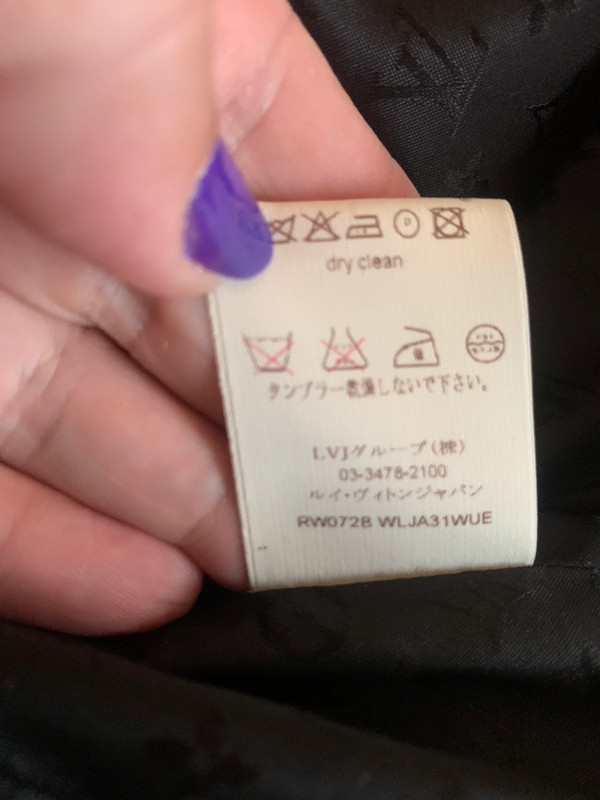 P
dry clean
タンブラー乾燥しないで下さい。
LVJグループ(株)
03-3478-2100
ルイ・ヴィトンジャパン
RW072B WLJA31WUE